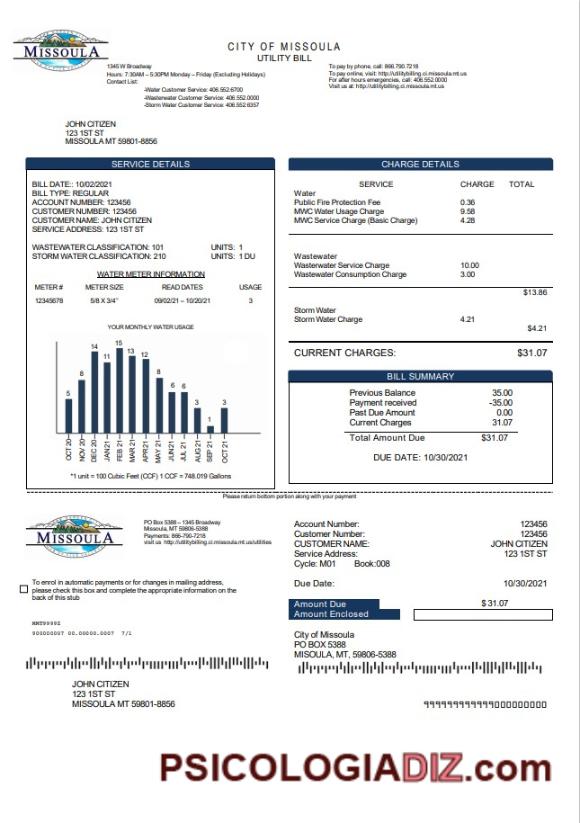 MISSOULA
CITY OF MISSOULA
UTILITY BILL
1345 W Broadway
Hours: 7:30AM – 5:30PM Monday – Friday (Excluding Holidays)
Contact List:
-Water Customer Service: 406.552.6700
-Wasterwater Customer Service: 406.552.0000
-Storm Water Customer Service: 406.552.6357
To pay by phone, call: 866.790.7218
To pay online, visit: http://utilitybilling.ci.missoula.mt.us
For after hours emergencies, call: 406.552.0000
Visit us at: http://utilitybilling.ci.missoula.mt.us
JOHN CITIZEN
123 1ST ST
MISSOULA MT 59801-8856
SERVICE DETAILS
BILL DATE:: 10/02/2021
BILL TYPE: REGULAR
ACCOUNT NUMBER: 123456
CUSTOMER NUMBER: 123456
CUSTOMER NAME: JOHN CITIZEN
SERVICE ADDRESS: 123 1ST ST
WASTEWATER CLASSIFICATION: 101 UNITS: 1
STORM WATER CLASSIFICATION: 210 UNITS: 1 DU
WATER METER INFORMATION
METER # METER SIZE READ DATES USAGE
12345678 5/8 X 3/4" 09/02/21 – 10/20/21 3
YOUR MONTHLY WATER USAGE
5 8 14 11 15 13 12 8 6 6 3 1 3
OCT 20 NOV 20 DEC 20 JAN 21 FEB 21 MAR 21 APR 21 MAY 21 JUN 21 JUL 21 AUG 21 SEP 21 OCT 21
*1 unit = 100 Cubic Feet (CCF) 1 CCF = 748.019 Gallons
CHARGE DETAILS
SERVICE CHARGE TOTAL
Water
Public Fire Protection Fee 0.36
MWC Water Usage Charge 9.58
MWC Service Charge (Basic Charge) 4.28
Wastewater
Wasterwater Service Charge 10.00
Wastewater Consumption Charge 3.00
$13.86
Storm Water
Storm Water Charge 4.21
$4.21
CURRENT CHARGES: $31.07
BILL SUMMARY
Previous Balance 35.00
Payment received -35.00
Past Due Amount 0.00
Current Charges 31.07
Total Amount Due $31.07
DUE DATE: 10/30/2021
Please return bottom portion along with your payment
MISSOULA
PO Box 5388 – 1345 Broadway
Missoula, MT 59806-5388
Payments: 866-790-7218
visit us http://utilitybilling.ci.missoula.mt.us/utilities
To enrol in automatic payments or for changes in mailing address,
please check this box and complete the appropriate information on the
back of this stub
Account Number: 123456
Customer Number: 123456
CUSTOMER NAME: JOHN CITIZEN
Service Address: 123 1ST ST
Cycle: M01 Book:008
Due Date: 10/30/2021
Amount Due $31.07
Amount Enclosed
900000007 00.00000.0007 7/1
City of Missoula
PO BOX 5388
MISOULA, MT, 59806-5388
JOHN CITIZEN
123 1ST ST
MISSOULA MT 59801-8856
PSICOLOGIADIZ.com